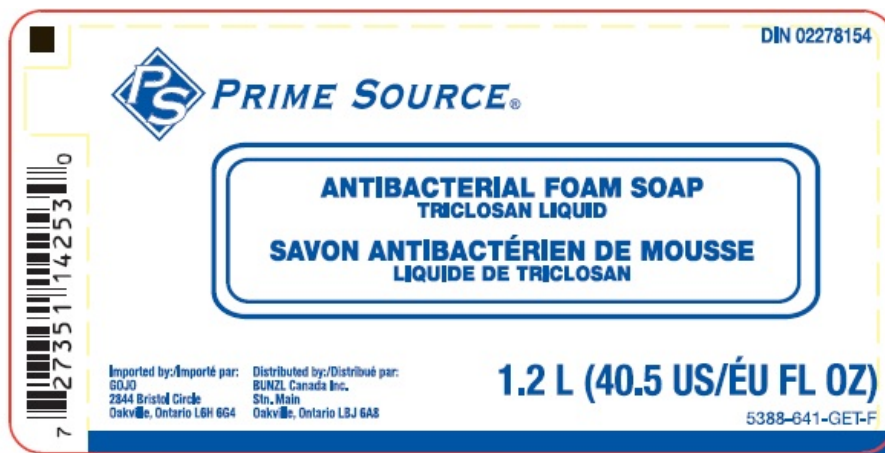 DIN 02278154
PS
PRIME SOURCE®
ANTIBACTERIAL FOAM SOAP
TRICLOSAN LIQUID
SAVON ANTIBACTÉRIEN DE MOUSSE
LIQUIDE DE TRICLOSAN
Imported by:/Importé par:
GOJO
2844 Bristol Circle
Oakville, Ontario L6H 6G4
Distributed by:/Distribué par:
BUNZL Canada Inc.
Stn. Main
Oakville, Ontario LBJ 6A8
1.2 L (40.5 US/ÉU FL OZ)
5388-641-GET-F
7 27351 14253 0